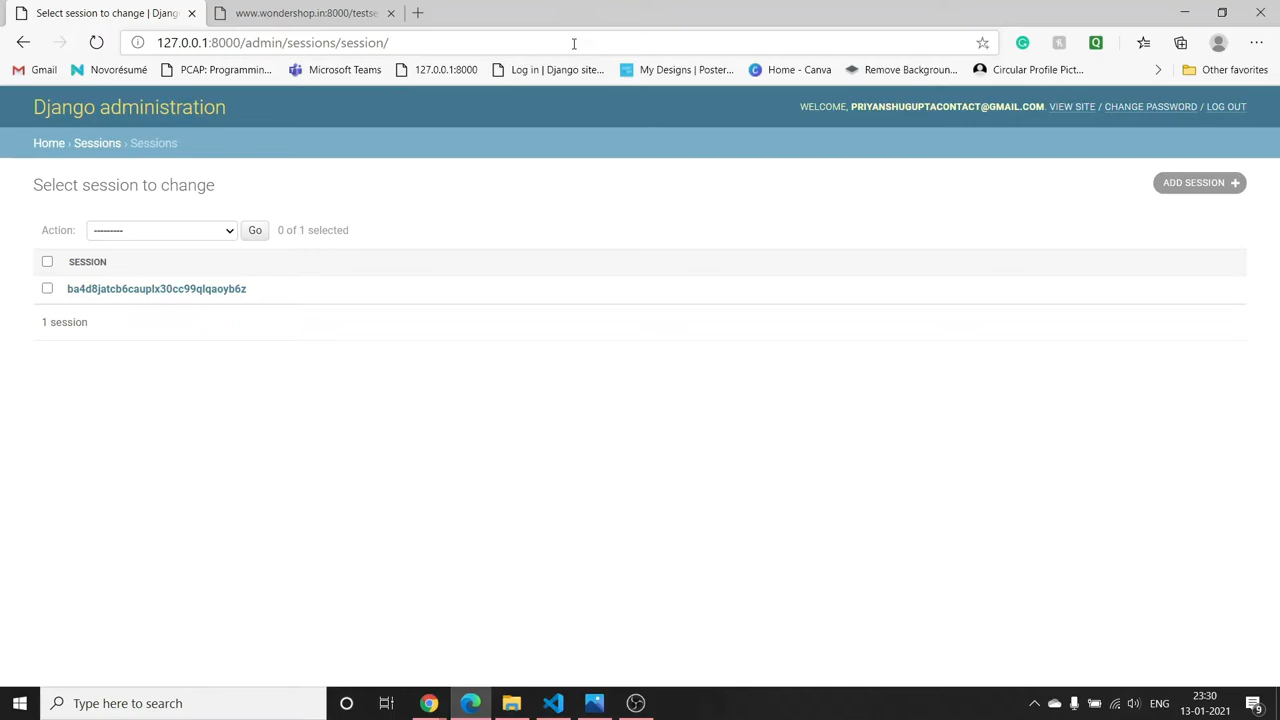 Select session to change | Djang
www.wondershop.in:8000/testse
127.0.0.1:8000/admin/sessions/session/
Gmail
Novorésumé
PCAP: Programmin...
Microsoft Teams
127.0.0.1:8000
Log in | Django site...
My Designs | Poster...
Home - Canva
Remove Backgroun...
Circular Profile Pict...
Other favorites
Django administration
WELCOME, PRIYANSHUGUPTACONTACT@GMAIL.COM. VIEW SITE / CHANGE PASSWORD / LOG OUT
Home › Sessions › Sessions
Select session to change
ADD SESSION +
Action: --------- Go 0 of 1 selected
SESSION
ba4d8jatcb6cauplx30cc99qlqaoyb6z
1 session
Type here to search
ENG
23:30
13-01-2021
9